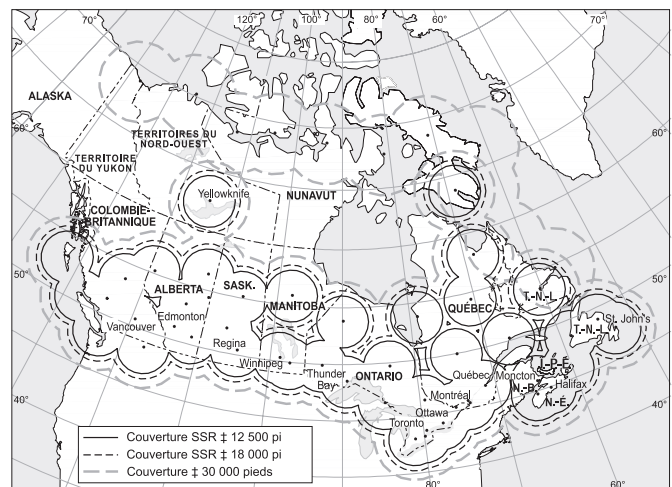 70° 120° 100° 80° 60° 70°
ALASKA
60°
60°
TERRITOIRES DU
NORD-OUEST
TERRITOIRE
DU YUKON
Yellowknife
NUNAVUT
COLOMBIE-
BRITANNIQUE
50°
50°
ALBERTA
SASK.
MANITOBA
QUÉBEC
T.-N.-L.
Edmonton
Vancouver
St. John's
T.-N.-L.
Regina
Winnipeg
Thunder
Bay
ONTARIO
Î.-P.-É.
Québec
Moncton
N.-B.
Halifax
N.-É.
Montréal
Ottawa
Toronto
40°
40°
80°
60°
Couverture SSR ‡ 12 500 pi
Couverture SSR ‡ 18 000 pi
Couverture ‡ 30 000 pieds